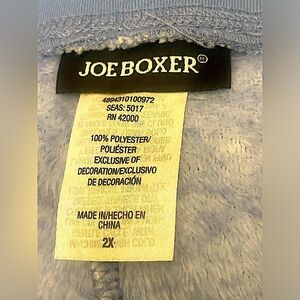 JOE BOXER
4894310100972
SEAS: 5017
RN 42000
100% POLYESTER/
POLIÉSTER
EXCLUSIVE OF
DECORATION/EXCLUSIVO
DE DECORACIÓN
MADE IN/HECHO EN
CHINA
2X